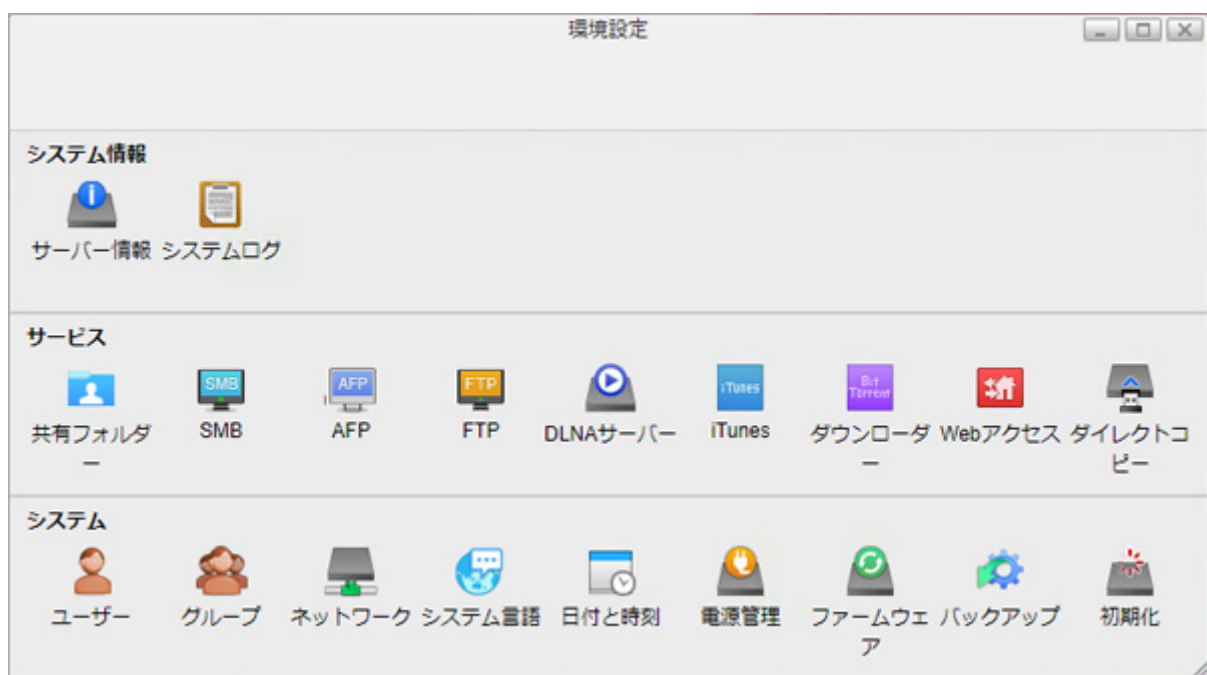 環境設定
システム情報
サーバー情報 システムログ
サービス
SMB AFP FTP iTunes Bit
Torrent
共有フォルダ SMB AFP FTP DLNAサーバー iTunes ダウンローダ Webアクセス ダイレクトコ
ー ー ピー
システム
ユーザー グループ ネットワーク システム言語 日付と時刻 電源管理 ファームウェ バックアップ 初期化
ア